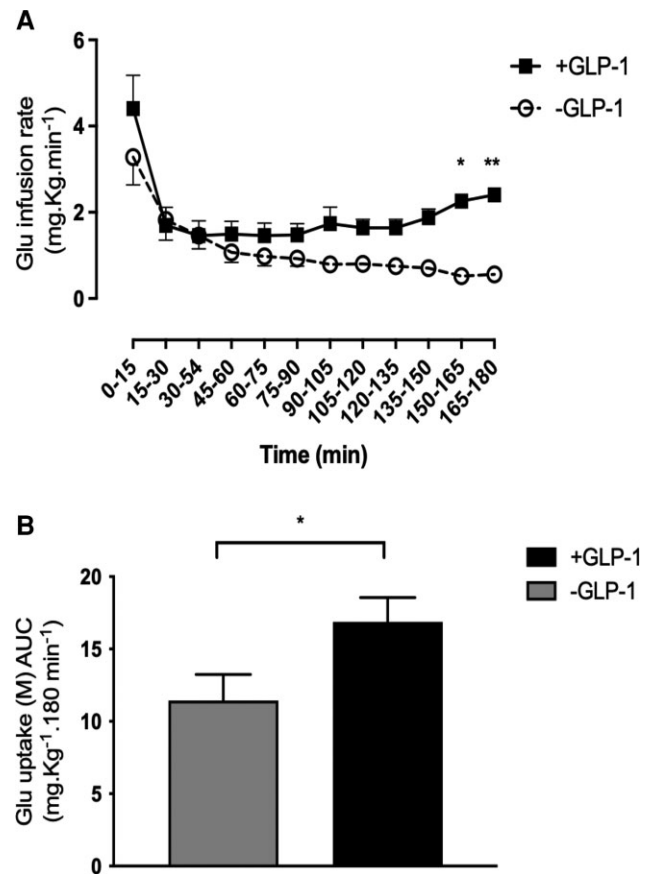 A
Glu infusion rate
(mg.Kg.min⁻¹)
6
4
2
0
+GLP-1
-GLP-1
* **
0-15
15-30
30-54
45-60
60-75
75-90
90-105
105-120
120-135
135-150
150-165
165-180
Time (min)
B
Glu uptake (M) AUC
(mg.Kg⁻¹.180 min⁻¹)
20
15
10
5
0
*
+GLP-1
-GLP-1